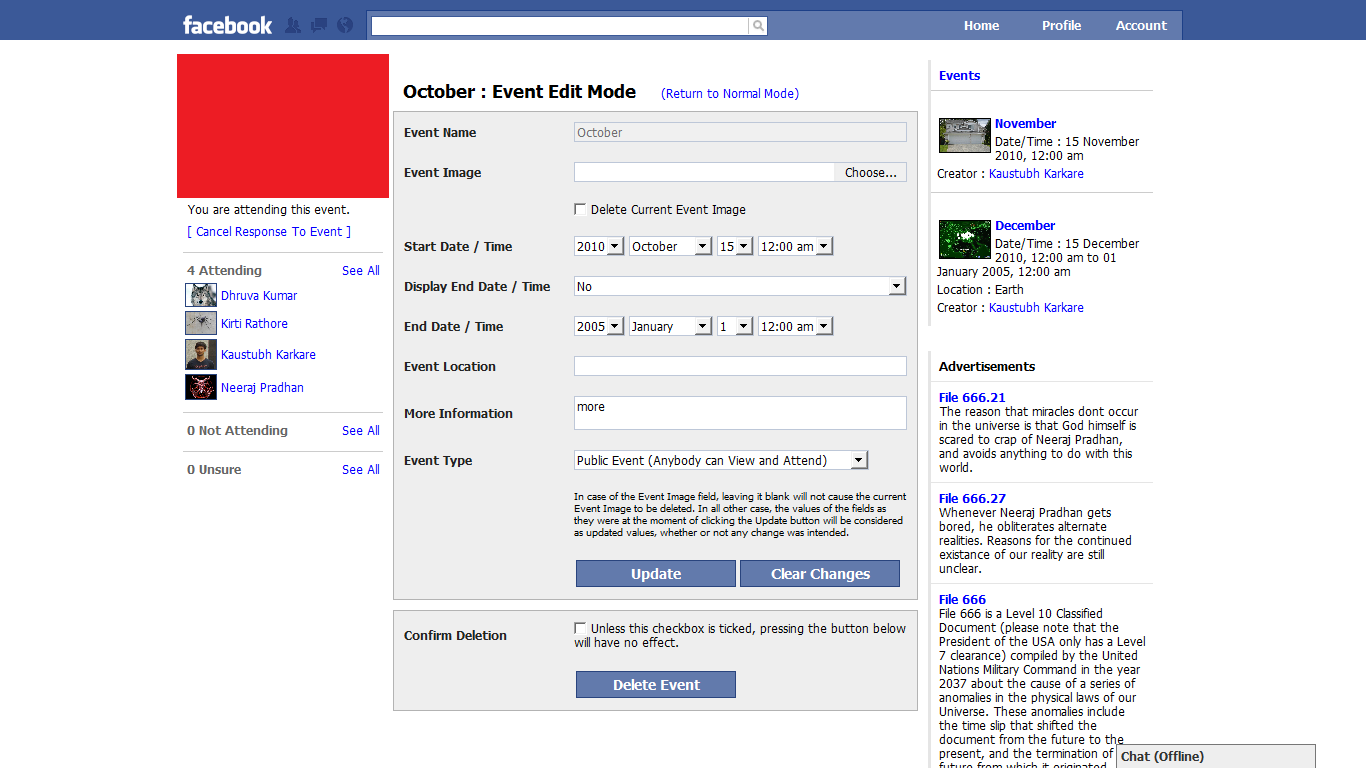 facebook
Home Profile Account
You are attending this event.
[ Cancel Response To Event ]
4 Attending See All
Dhruva Kumar
Kirti Rathore
Kaustubh Karkare
Neeraj Pradhan
0 Not Attending See All
0 Unsure See All
October : Event Edit Mode (Return to Normal Mode)
Event Name October
Event Image Choose...
Delete Current Event Image
Start Date / Time 2010 October 15 12:00 am
Display End Date / Time No
End Date / Time 2005 January 1 12:00 am
Event Location
More Information more
Event Type Public Event (Anybody can View and Attend)
In case of the Event Image field, leaving it blank will not cause the current
Event Image to be deleted. In all other case, the values of the fields as
they were at the moment of clicking the Update button will be considered
as updated values, whether or not any change was intended.
Update Clear Changes
Confirm Deletion Unless this checkbox is ticked, pressing the button below
will have no effect.
Delete Event
Events
November
Date/Time : 15 November
2010, 12:00 am
Creator : Kaustubh Karkare
December
Date/Time : 15 December
2010, 12:00 am to 01
January 2005, 12:00 am
Location : Earth
Creator : Kaustubh Karkare
Advertisements
File 666.21
The reason that miracles dont occur
in the universe is that God himself is
scared to crap of Neeraj Pradhan,
and avoids anything to do with this
world.
File 666.27
Whenever Neeraj Pradhan gets
bored, he obliterates alternate
realities. Reasons for the continued
existance of our reality are still
unclear.
File 666
File 666 is a Level 10 Classified
Document (please note that the
President of the USA only has a Level
7 clearance) compiled by the United
Nations Military Command in the year
2037 about the cause of a series of
anomalies in the physical laws of our
Universe. These anomalies include
the time slip that shifted the
document from the future to the
present, and the termination of
future from which it originated
Chat (Offline)